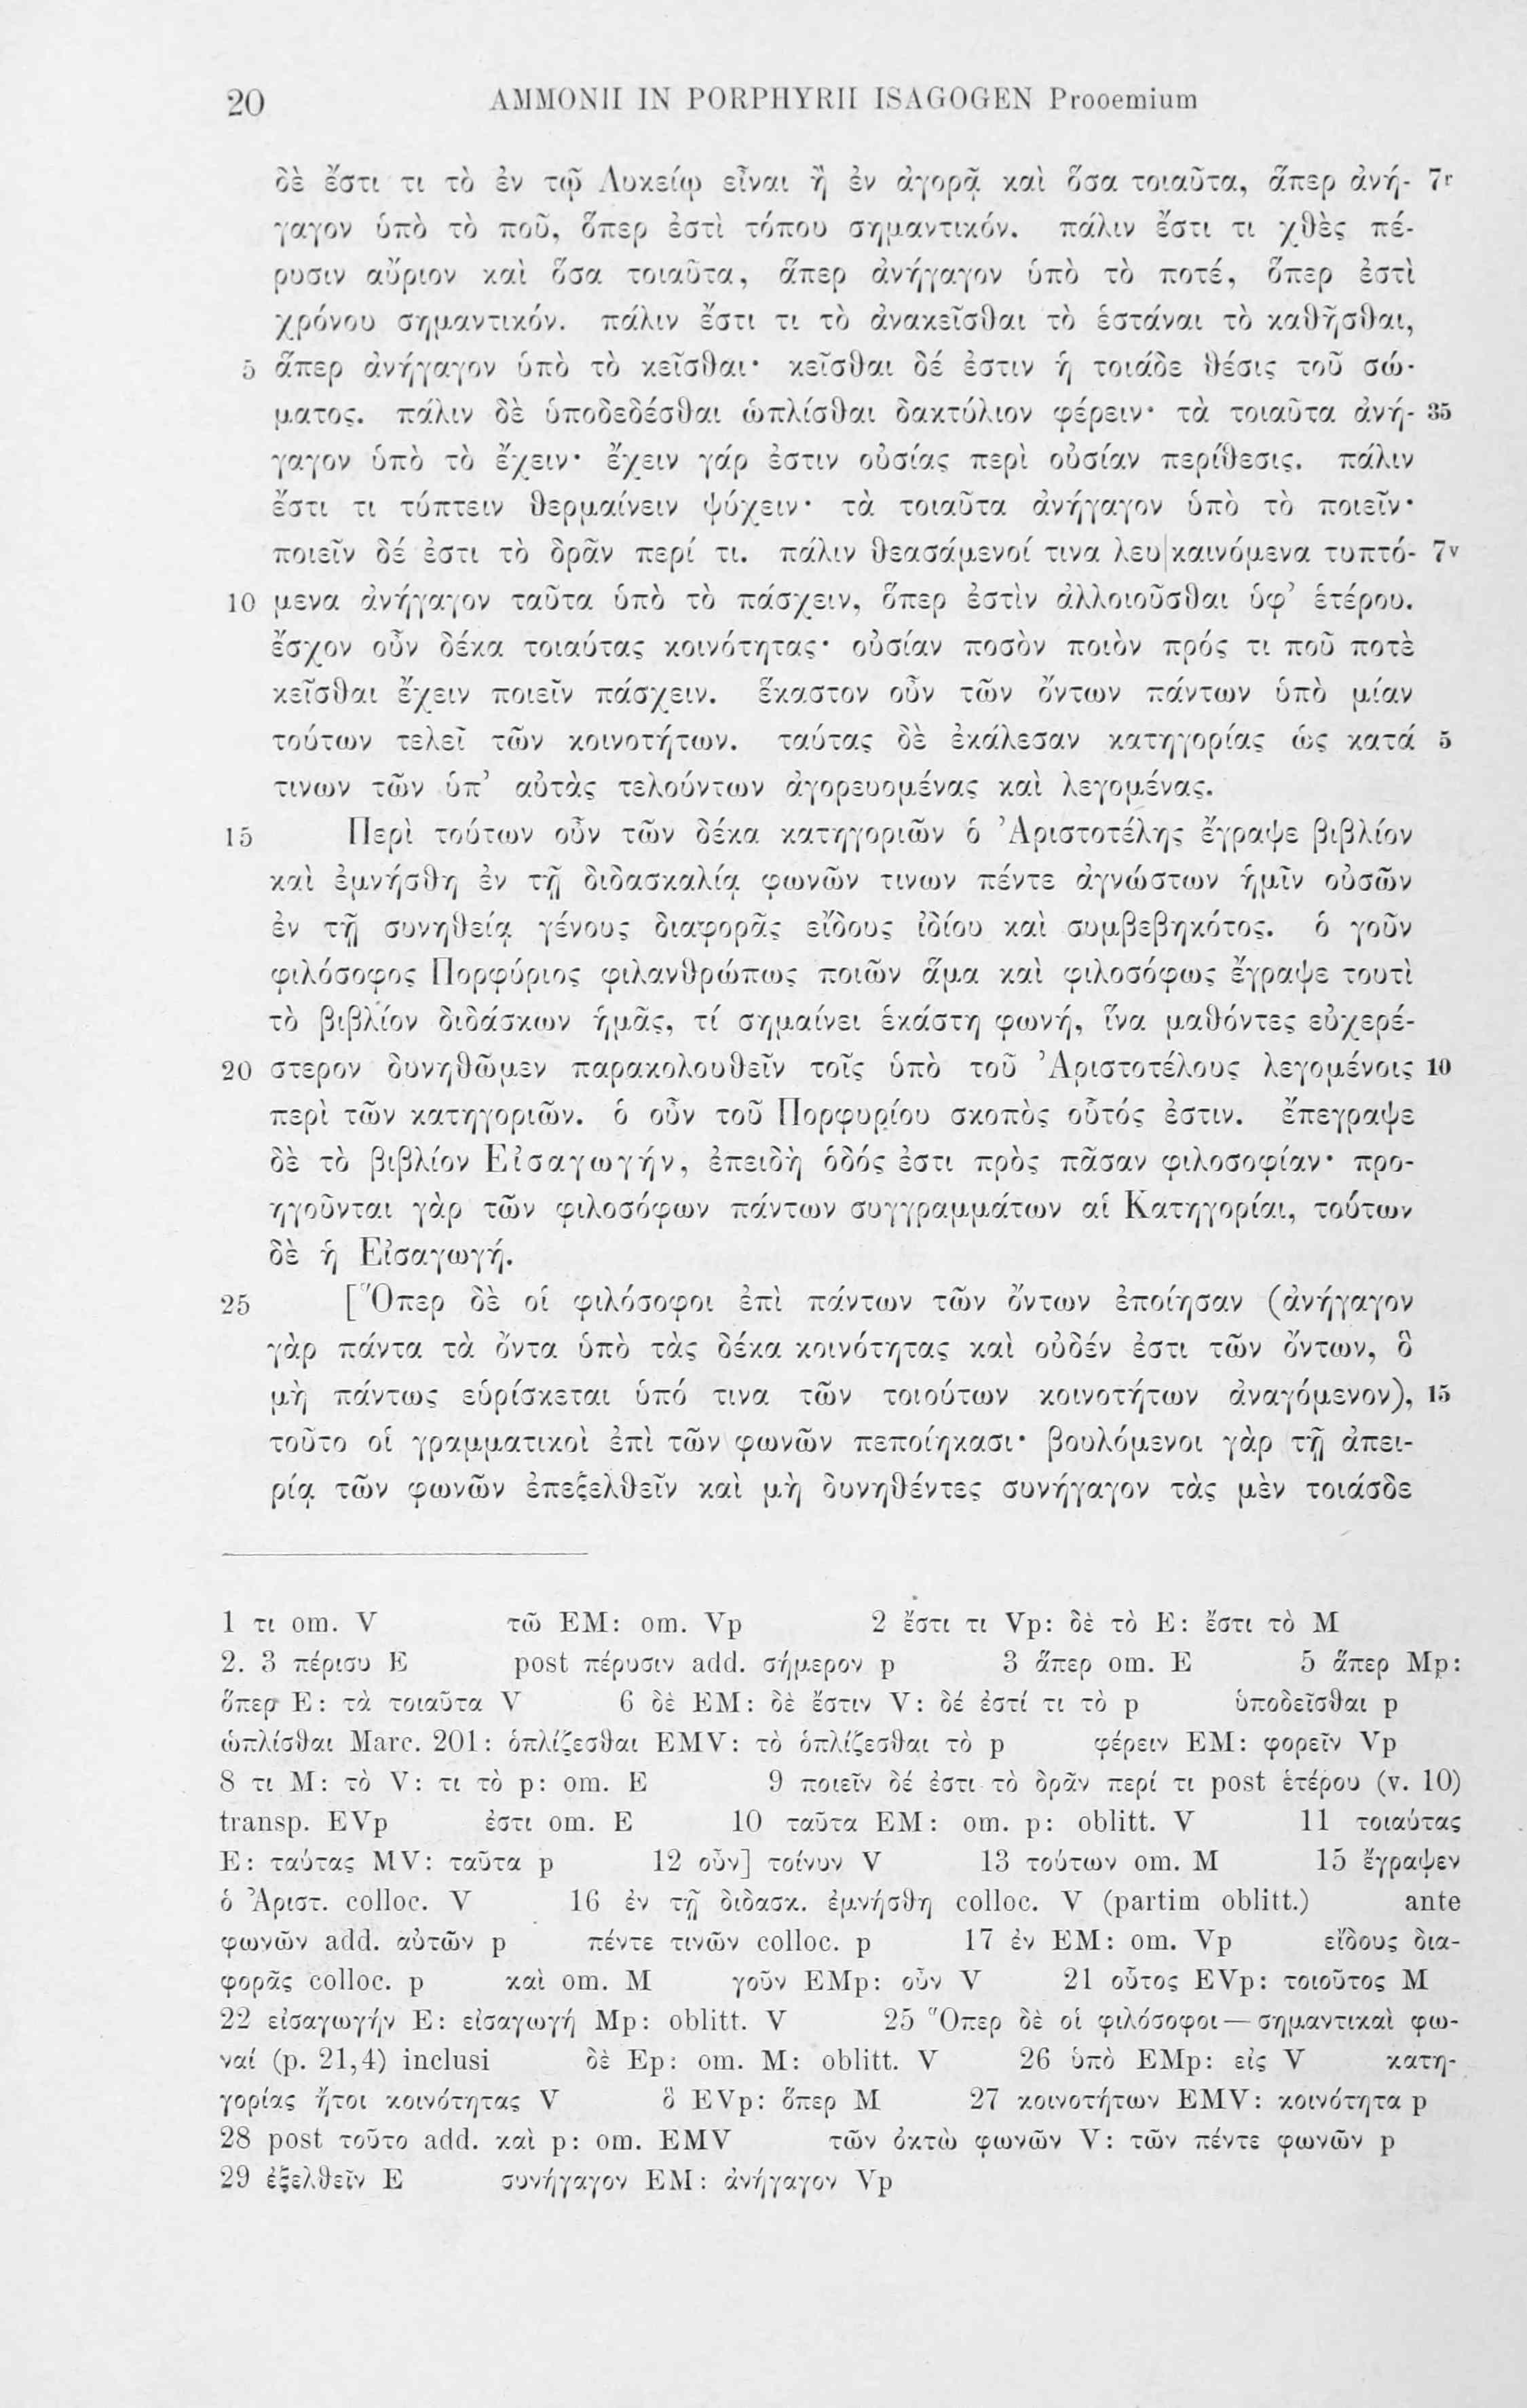 20 AMMONII IN PORPHYRII ISAGOGEN Prooemium
δὲ ἔστι τι τὸ ἐν τῷ Λυκείῳ εἶναι ἢ ἐν ἀγορᾷ καὶ ὅσα τοιαῦτα, ἅπερ ἀνή- 7r
γαγον ὑπὸ τὸ ποῦ, ὅπερ ἐστὶ τόπου σημαντικόν. πάλιν ἔστι τι χθὲς πέ-
ρυσιν αὔριον καὶ ὅσα τοιαῦτα, ἅπερ ἀνήγαγον ὑπὸ τὸ ποτέ, ὅπερ ἐστὶ
χρόνου σημαντικόν. πάλιν ἔστι τι τὸ ἀνακεῖσθαι τὸ ἑστάναι τὸ καθῆσθαι,
5 ἅπερ ἀνήγαγον ὑπὸ τὸ κεῖσθαι· κεῖσθαι δέ ἐστιν ἡ τοιάδε θέσις τοῦ σώ-
ματος. πάλιν δὲ ὑποδεδέσθαι ὡπλίσθαι δακτύλιον φέρειν· τὰ τοιαῦτα ἀνή- 35
γαγον ὑπὸ τὸ ἔχειν· ἔχειν γάρ ἐστιν οὐσίας περὶ οὐσίαν περίθεσις. πάλιν
ἔστι τι τύπτειν θερμαίνειν ψύχειν· τὰ τοιαῦτα ἀνήγαγον ὑπὸ τὸ ποιεῖν·
ποιεῖν δέ ἐστι τὸ δρᾶν περί τι. πάλιν θεασάμενοί τινα λευ|καινόμενα τυπτό- 7v
10 μενα ἀνήγαγον ταῦτα ὑπὸ τὸ πάσχειν, ὅπερ ἐστὶν ἀλλοιοῦσθαι ὑφ’ ἑτέρου.
ἔσχον οὖν δέκα τοιαύτας κοινότητας· οὐσίαν ποσὸν ποιὸν πρός τι ποῦ ποτὲ
κεῖσθαι ἔχειν ποιεῖν πάσχειν. ἕκαστον οὖν τῶν ὄντων πάντων ὑπὸ μίαν
τούτων τελεῖ τῶν κοινοτήτων. ταύτας δὲ ἐκάλεσαν κατηγορίας ὡς κατά 5
τινων τῶν ὑπ’ αὐτὰς τελούντων ἀγορευομένας καὶ λεγομένας.
15 Περὶ τούτων οὖν τῶν δέκα κατηγοριῶν ὁ Ἀριστοτέλης ἔγραψε βιβλίον
καὶ ἐμνήσθη ἐν τῇ διδασκαλίᾳ φωνῶν τινων πέντε ἀγνώστων ἡμῖν οὐσῶν
ἐν τῇ συνηθείᾳ γένους διαφορᾶς εἴδους ἰδίου καὶ συμβεβηκότος. ὁ γοῦν
φιλόσοφος Πορφύριος φιλανθρώπως ποιῶν ἅμα καὶ φιλοσόφως ἔγραψε τουτὶ
τὸ βιβλίον διδάσκων ἡμᾶς, τί σημαίνει ἑκάστη φωνή, ἵνα μαθόντες εὐχερέ-
20 στερον δυνηθῶμεν παρακολουθεῖν τοῖς ὑπὸ τοῦ Ἀριστοτέλους λεγομένοις 10
περὶ τῶν κατηγοριῶν. ὁ οὖν τοῦ Πορφυρίου σκοπὸς οὗτός ἐστιν. ἔπεγραψε
δὲ τὸ βιβλίον Εἰσαγωγήν, ἐπειδὴ ὁδός ἐστι πρὸς πᾶσαν φιλοσοφίαν· προ-
ηγοῦνται γὰρ τῶν φιλοσόφων πάντων συγγραμμάτων αἱ Κατηγορίαι, τούτων
δὲ ἡ Εἰσαγωγή.
25 [Ὅπερ δὲ οἱ φιλόσοφοι ἐπὶ πάντων τῶν ὄντων ἐποίησαν (ἀνήγαγον
γὰρ πάντα τὰ ὄντα ὑπὸ τὰς δέκα κοινότητας καὶ οὐδέν ἐστι τῶν ὄντων, ὃ
μὴ πάντως εὑρίσκεται ὑπό τινα τῶν τοιούτων κοινοτήτων ἀναγόμενον), 15
τοῦτο οἱ γραμματικοὶ ἐπὶ τῶν φωνῶν πεποίηκασι· βουλόμενοι γὰρ τῇ ἀπει-
ρίᾳ τῶν φωνῶν ἐπεξελθεῖν καὶ μὴ δυνηθέντες συνήγαγον τὰς μὲν τοιάσδε
1 τι om. V τῶ EM: om. Vp 2 ἔστι τι Vp: δὲ τὸ E: ἔστι τὸ M
2. 3 πέρισυ E post πέρυσιν add. σήμερον p 3 ἅπερ om. E 5 ἅπερ Mp:
ὅπερ E: τὰ τοιαῦτα V 6 δὲ EM: δὲ ἔστιν V: δέ ἐστί τι τὸ p ὑποδεῖσθαι p
ὡπλίσθαι Marc. 201: ὁπλίζεσθαι EMV: τὸ ὁπλίζεσθαι τὸ p φέρειν EM: φορεῖν Vp
8 τι M: τὸ V: τι τὸ p: om. E 9 ποιεῖν δέ ἐστι τὸ δρᾶν περί τι post ἑτέρου (v. 10)
transp. EVp ἐστι om. E 10 ταῦτα EM: om. p: oblitt. V 11 τοιαύτας
E: ταύτας MV: ταῦτα p 12 οὖν] τοίνυν V 13 τούτων om. M 15 ἔγραψεν
ὁ Ἀριστ. colloc. V 16 ἐν τῇ διδασκ. ἐμνήσθη colloc. V (partim oblitt.) ante
φωνῶν add. αὐτῶν p πέντε τινῶν colloc. p 17 ἐν EM: om. Vp εἴδους δια-
φορᾶς colloc. p καὶ om. M γοῦν EMp: οὖν V 21 οὗτος EVp: τοιοῦτος M
22 εἰσαγωγήν E: εἰσαγωγή Mp: oblitt. V 25 Ὅπερ δὲ οἱ φιλόσοφοι — σημαντικαὶ φω-
ναί (p. 21,4) inclusi δὲ Ep: om. M: oblitt. V 26 ὑπὸ EMp: εἰς V κατη-
γορίας ἤτοι κοινότητας V ὃ EVp: ὅπερ M 27 κοινοτήτων EMV: κοινότητα p
28 post τοῦτο add. καὶ p: om. EMV τῶν ὀκτὼ φωνῶν V: τῶν πέντε φωνῶν p
29 ἐξελθεῖν E συνήγαγον EM: ἀνήγαγον Vp